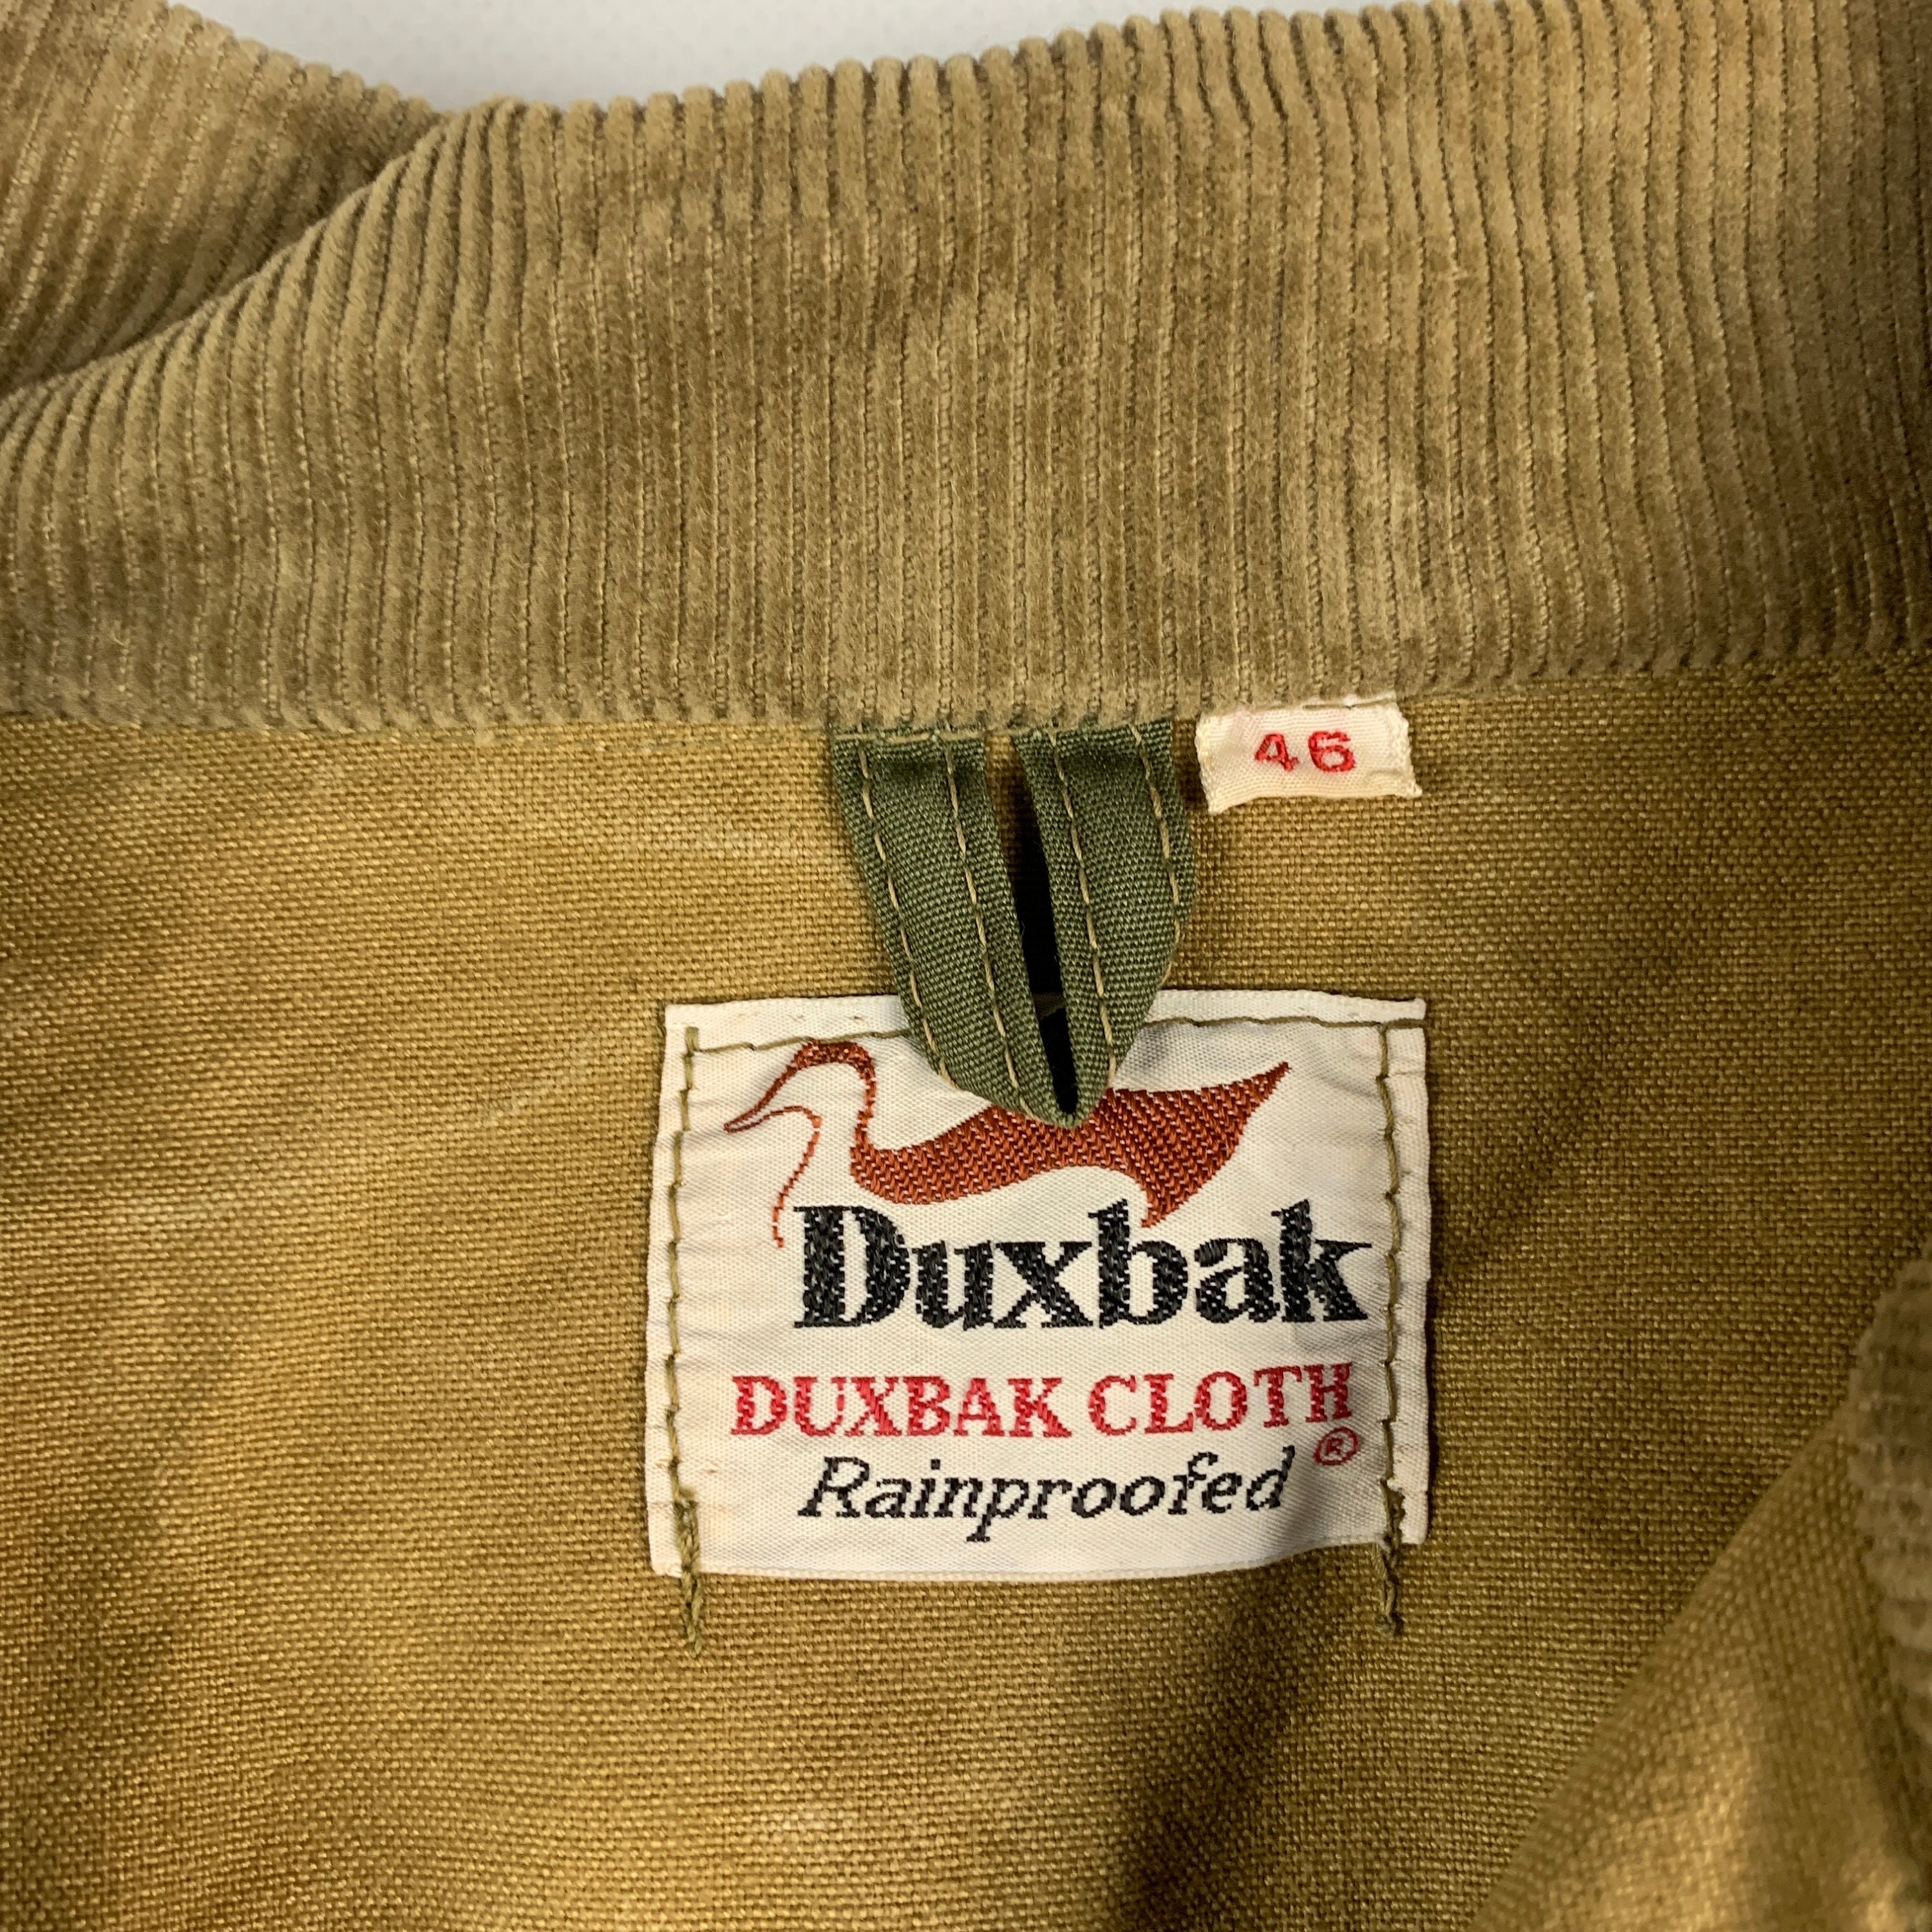 46
Duxbak
DUXBAK CLOTH
®
Rainproofed